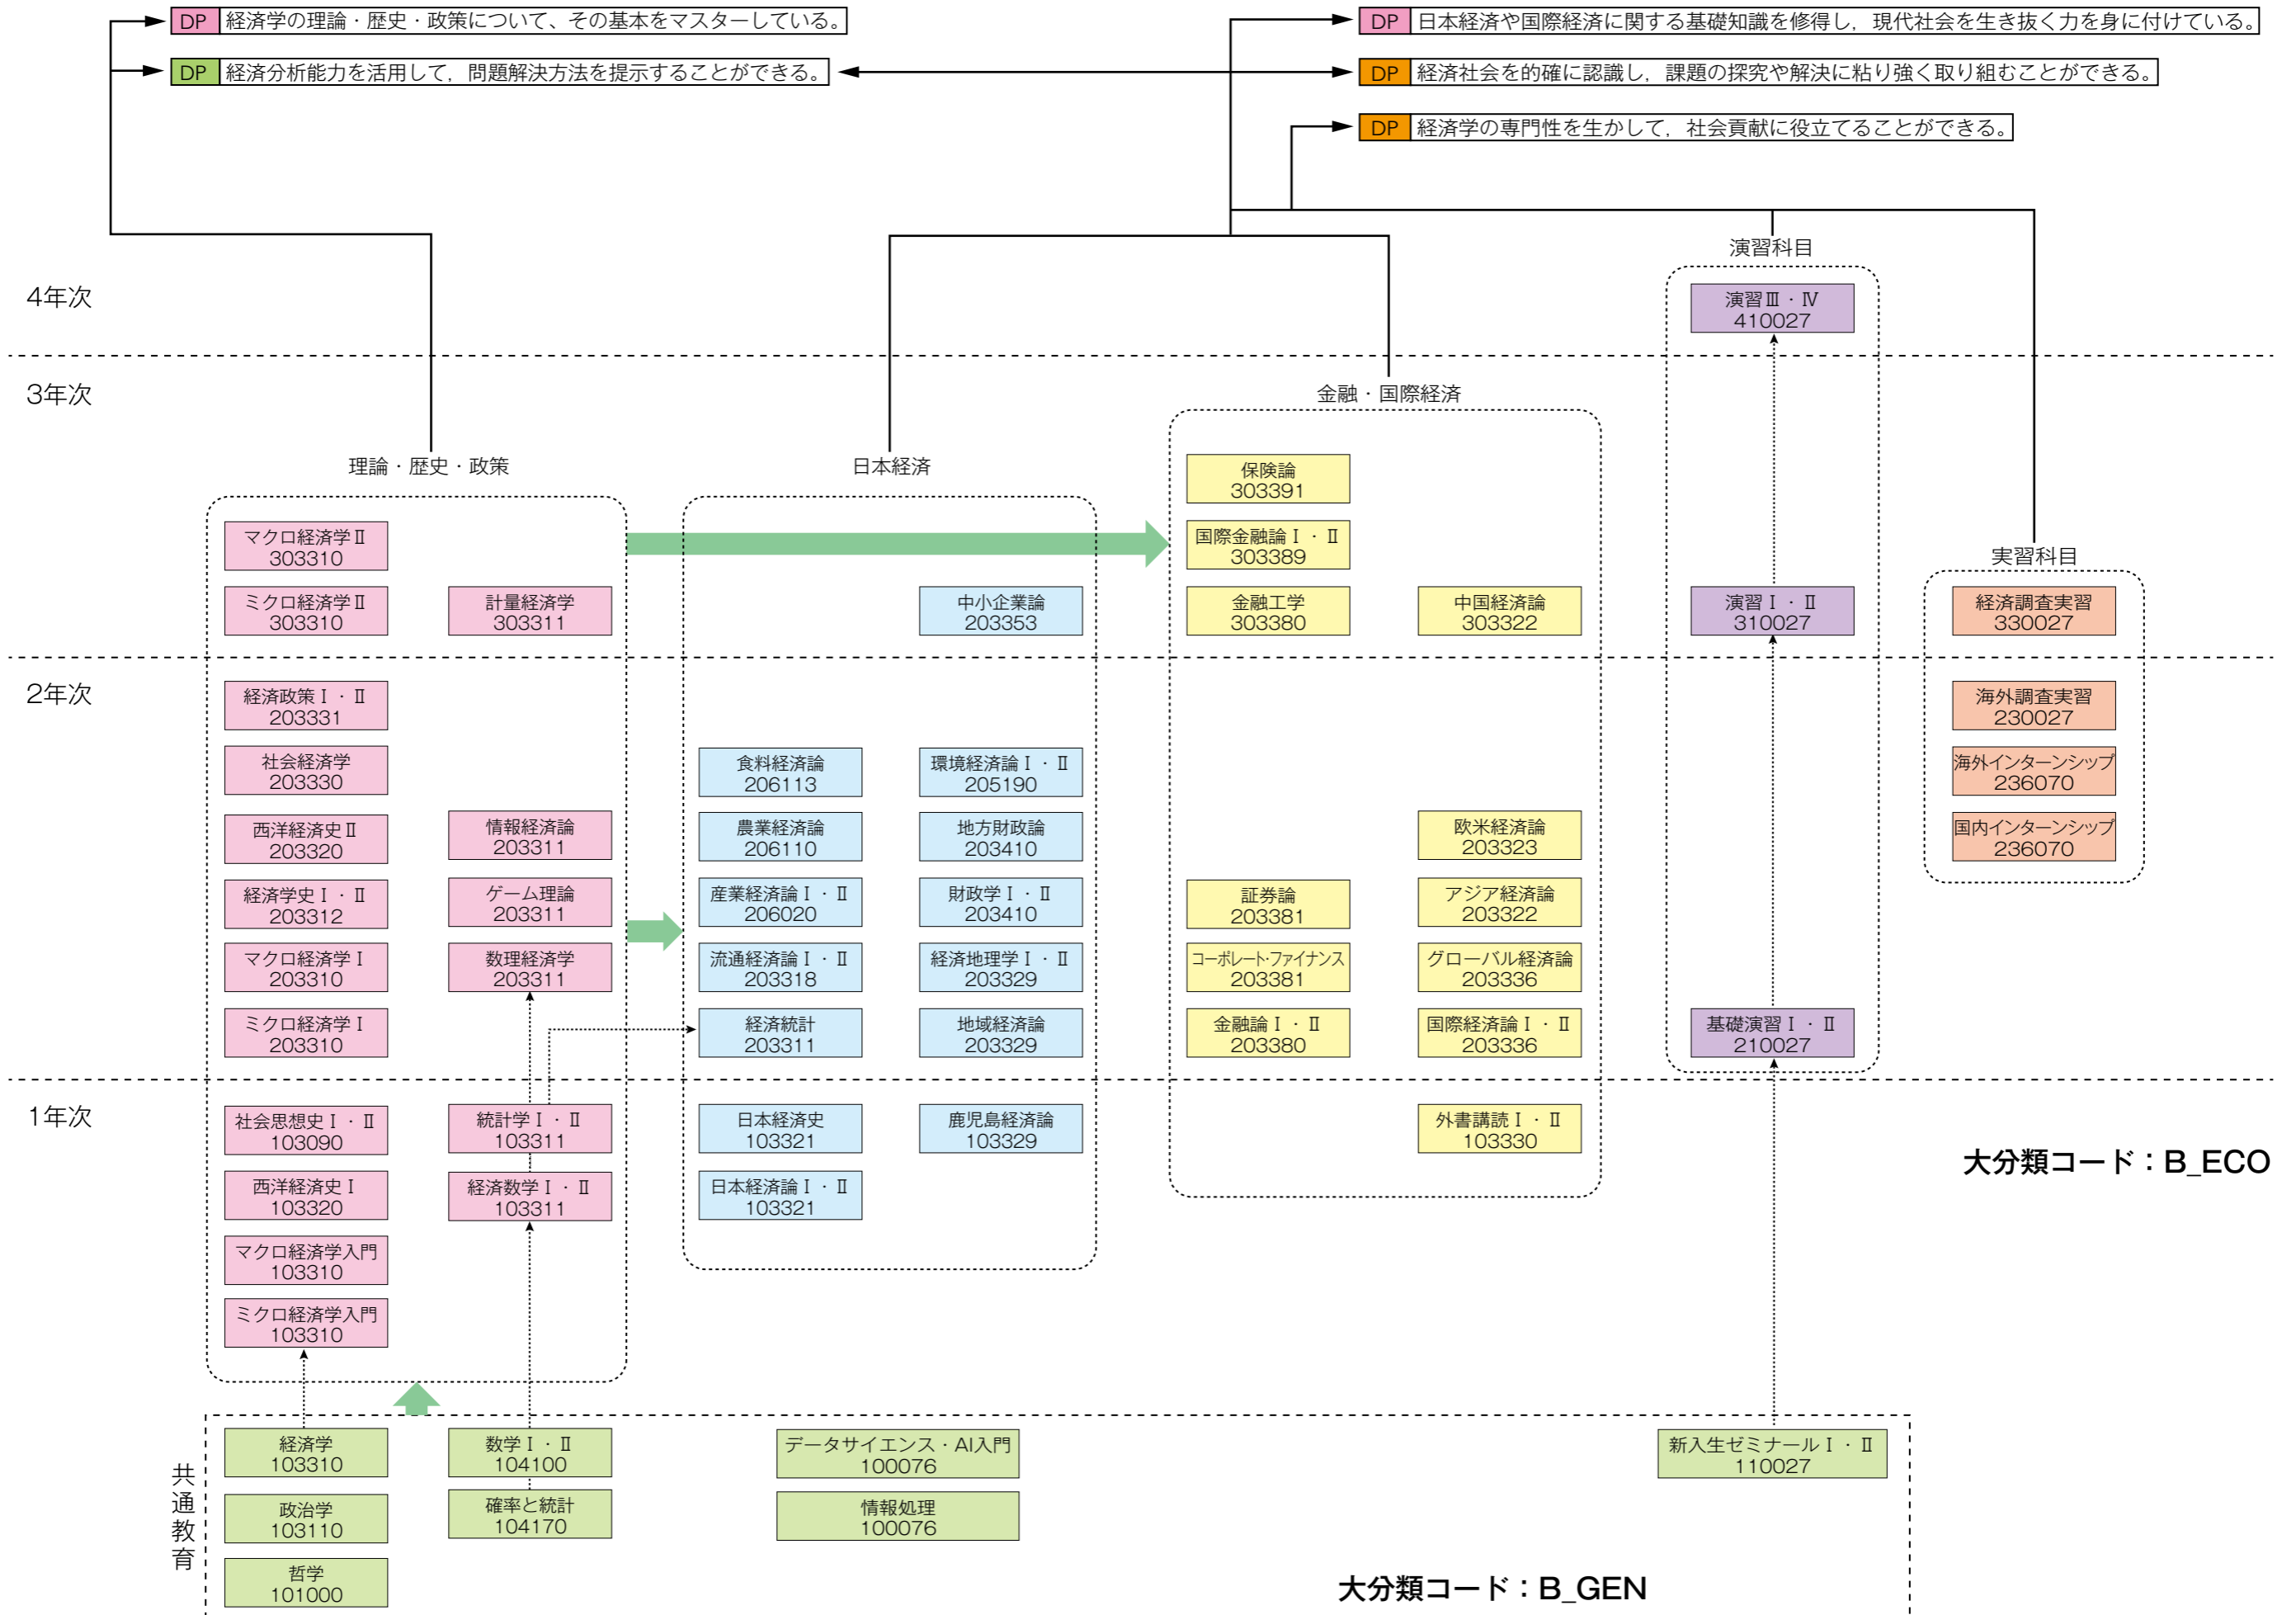 DP 経済学の理論・歴史・政策について、その基本をマスターしている。
DP 日本経済や国際経済に関する基礎知識を修得し，現代社会を生き抜く力を身に付けている。
DP 経済分析能力を活用して，問題解決方法を提示することができる。
DP 経済社会を的確に認識し，課題の探究や解決に粘り強く取り組むことができる。
DP 経済学の専門性を生かして，社会貢献に役立てることができる。
演習科目
4年次
演習Ⅲ・Ⅳ
410027
3年次
金融・国際経済
理論・歴史・政策
日本経済
保険論
303391
マクロ経済学Ⅱ
303310
国際金融論Ⅰ・Ⅱ
303389
実習科目
ミクロ経済学Ⅱ
303310
計量経済学
303311
中小企業論
203353
金融工学
303380
中国経済論
303322
演習Ⅰ・Ⅱ
310027
経済調査実習
330027
2年次
経済政策Ⅰ・Ⅱ
203331
海外調査実習
230027
社会経済学
203330
食料経済論
206113
環境経済論Ⅰ・Ⅱ
205190
海外インターンシップ
236070
西洋経済史Ⅱ
203320
情報経済論
203311
農業経済論
206110
地方財政論
203410
欧米経済論
203323
国内インターンシップ
236070
経済学史Ⅰ・Ⅱ
203312
ゲーム理論
203311
産業経済論Ⅰ・Ⅱ
206020
財政学Ⅰ・Ⅱ
203410
証券論
203381
アジア経済論
203322
マクロ経済学Ⅰ
203310
数理経済学
203311
流通経済論Ⅰ・Ⅱ
203318
経済地理学Ⅰ・Ⅱ
203329
コーポレート・ファイナンス
203381
グローバル経済論
203336
ミクロ経済学Ⅰ
203310
経済統計
203311
地域経済論
203329
金融論Ⅰ・Ⅱ
203380
国際経済論Ⅰ・Ⅱ
203336
基礎演習Ⅰ・Ⅱ
210027
1年次
社会思想史Ⅰ・Ⅱ
103090
統計学Ⅰ・Ⅱ
103311
日本経済史
103321
鹿児島経済論
103329
外書講読Ⅰ・Ⅱ
103330
大分類コード：B_ECO
西洋経済史Ⅰ
103320
経済数学Ⅰ・Ⅱ
103311
日本経済論Ⅰ・Ⅱ
103321
マクロ経済学入門
103310
ミクロ経済学入門
103310
共通教育
経済学
103310
数学Ⅰ・Ⅱ
104100
データサイエンス・AI入門
100076
新入生ゼミナールⅠ・Ⅱ
110027
政治学
103110
確率と統計
104170
情報処理
100076
哲学
101000
大分類コード：B_GEN